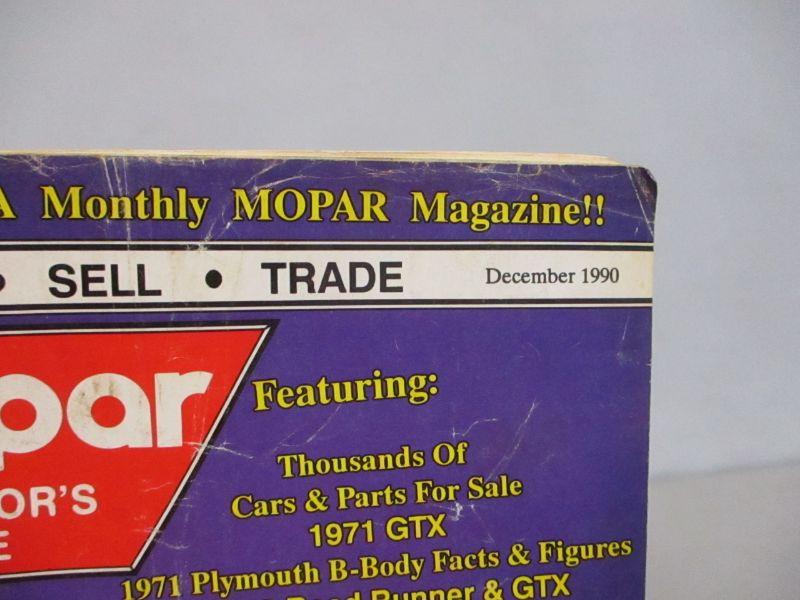 A Monthly MOPAR Magazine!!
• SELL • TRADE
December 1990
par
OR'S
E
Featuring:
Thousands Of
Cars & Parts For Sale
1971 GTX
1971 Plymouth B-Body Facts & Figures
Road Runner & GTX